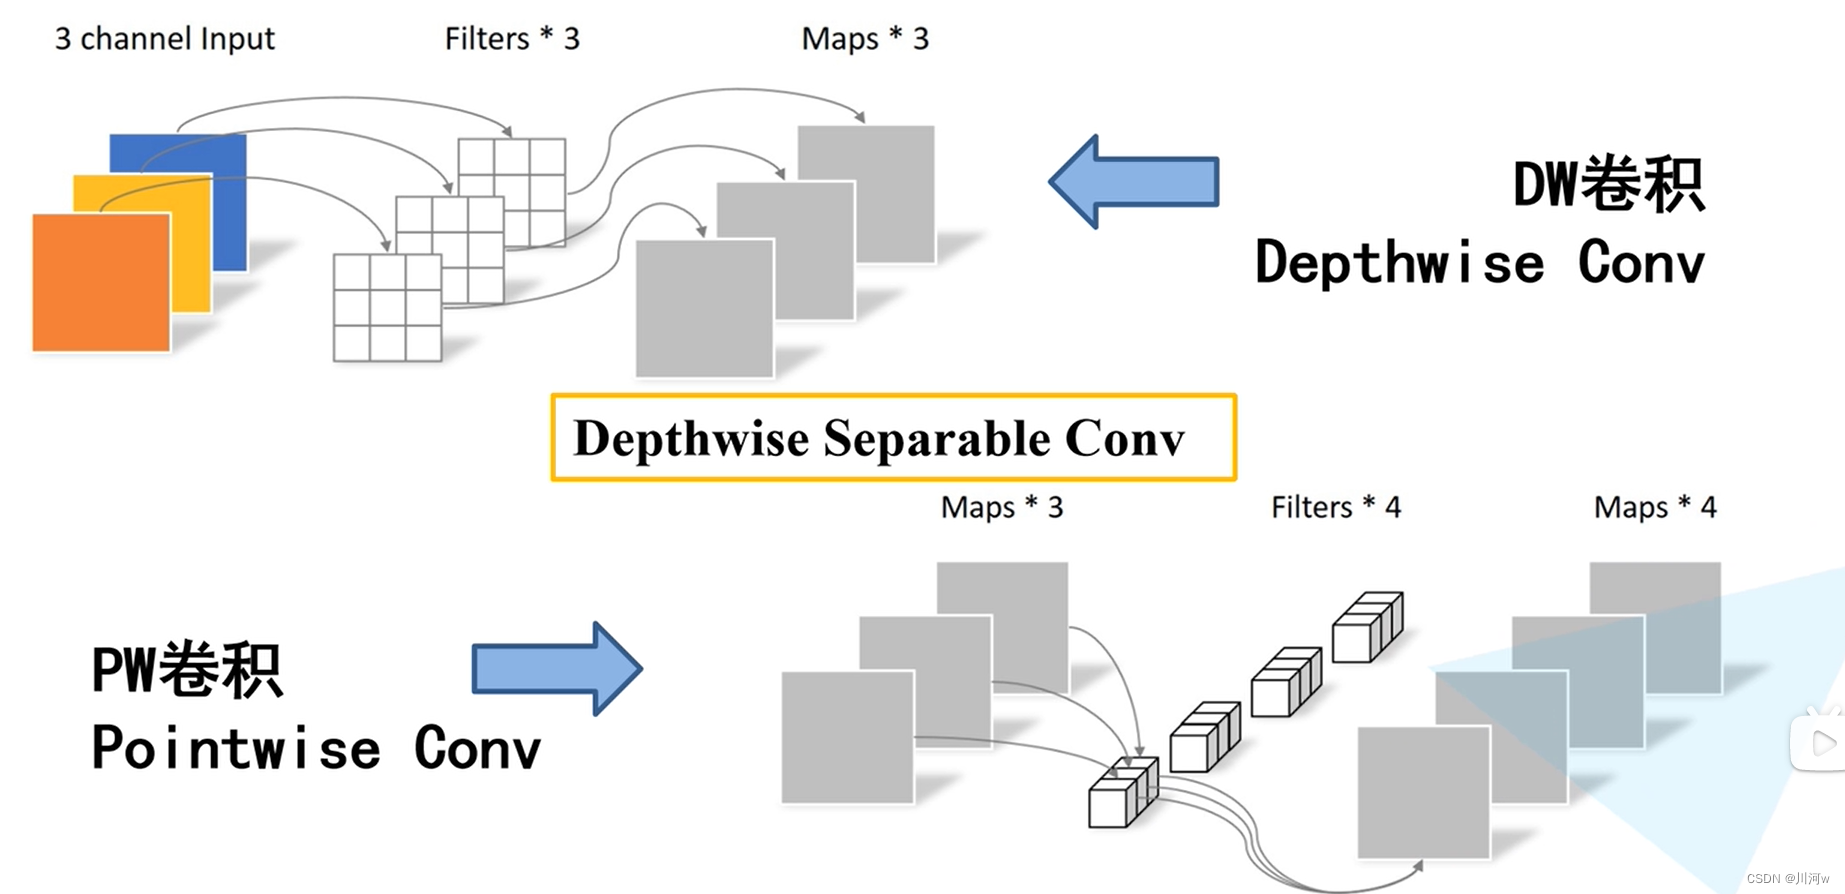 3 channel Input
Filters * 3
Maps * 3
DW卷积
Depthwise Conv
Depthwise Separable Conv
Maps * 3
Filters * 4
Maps * 4
PW卷积
Pointwise Conv
CSDN @川河w